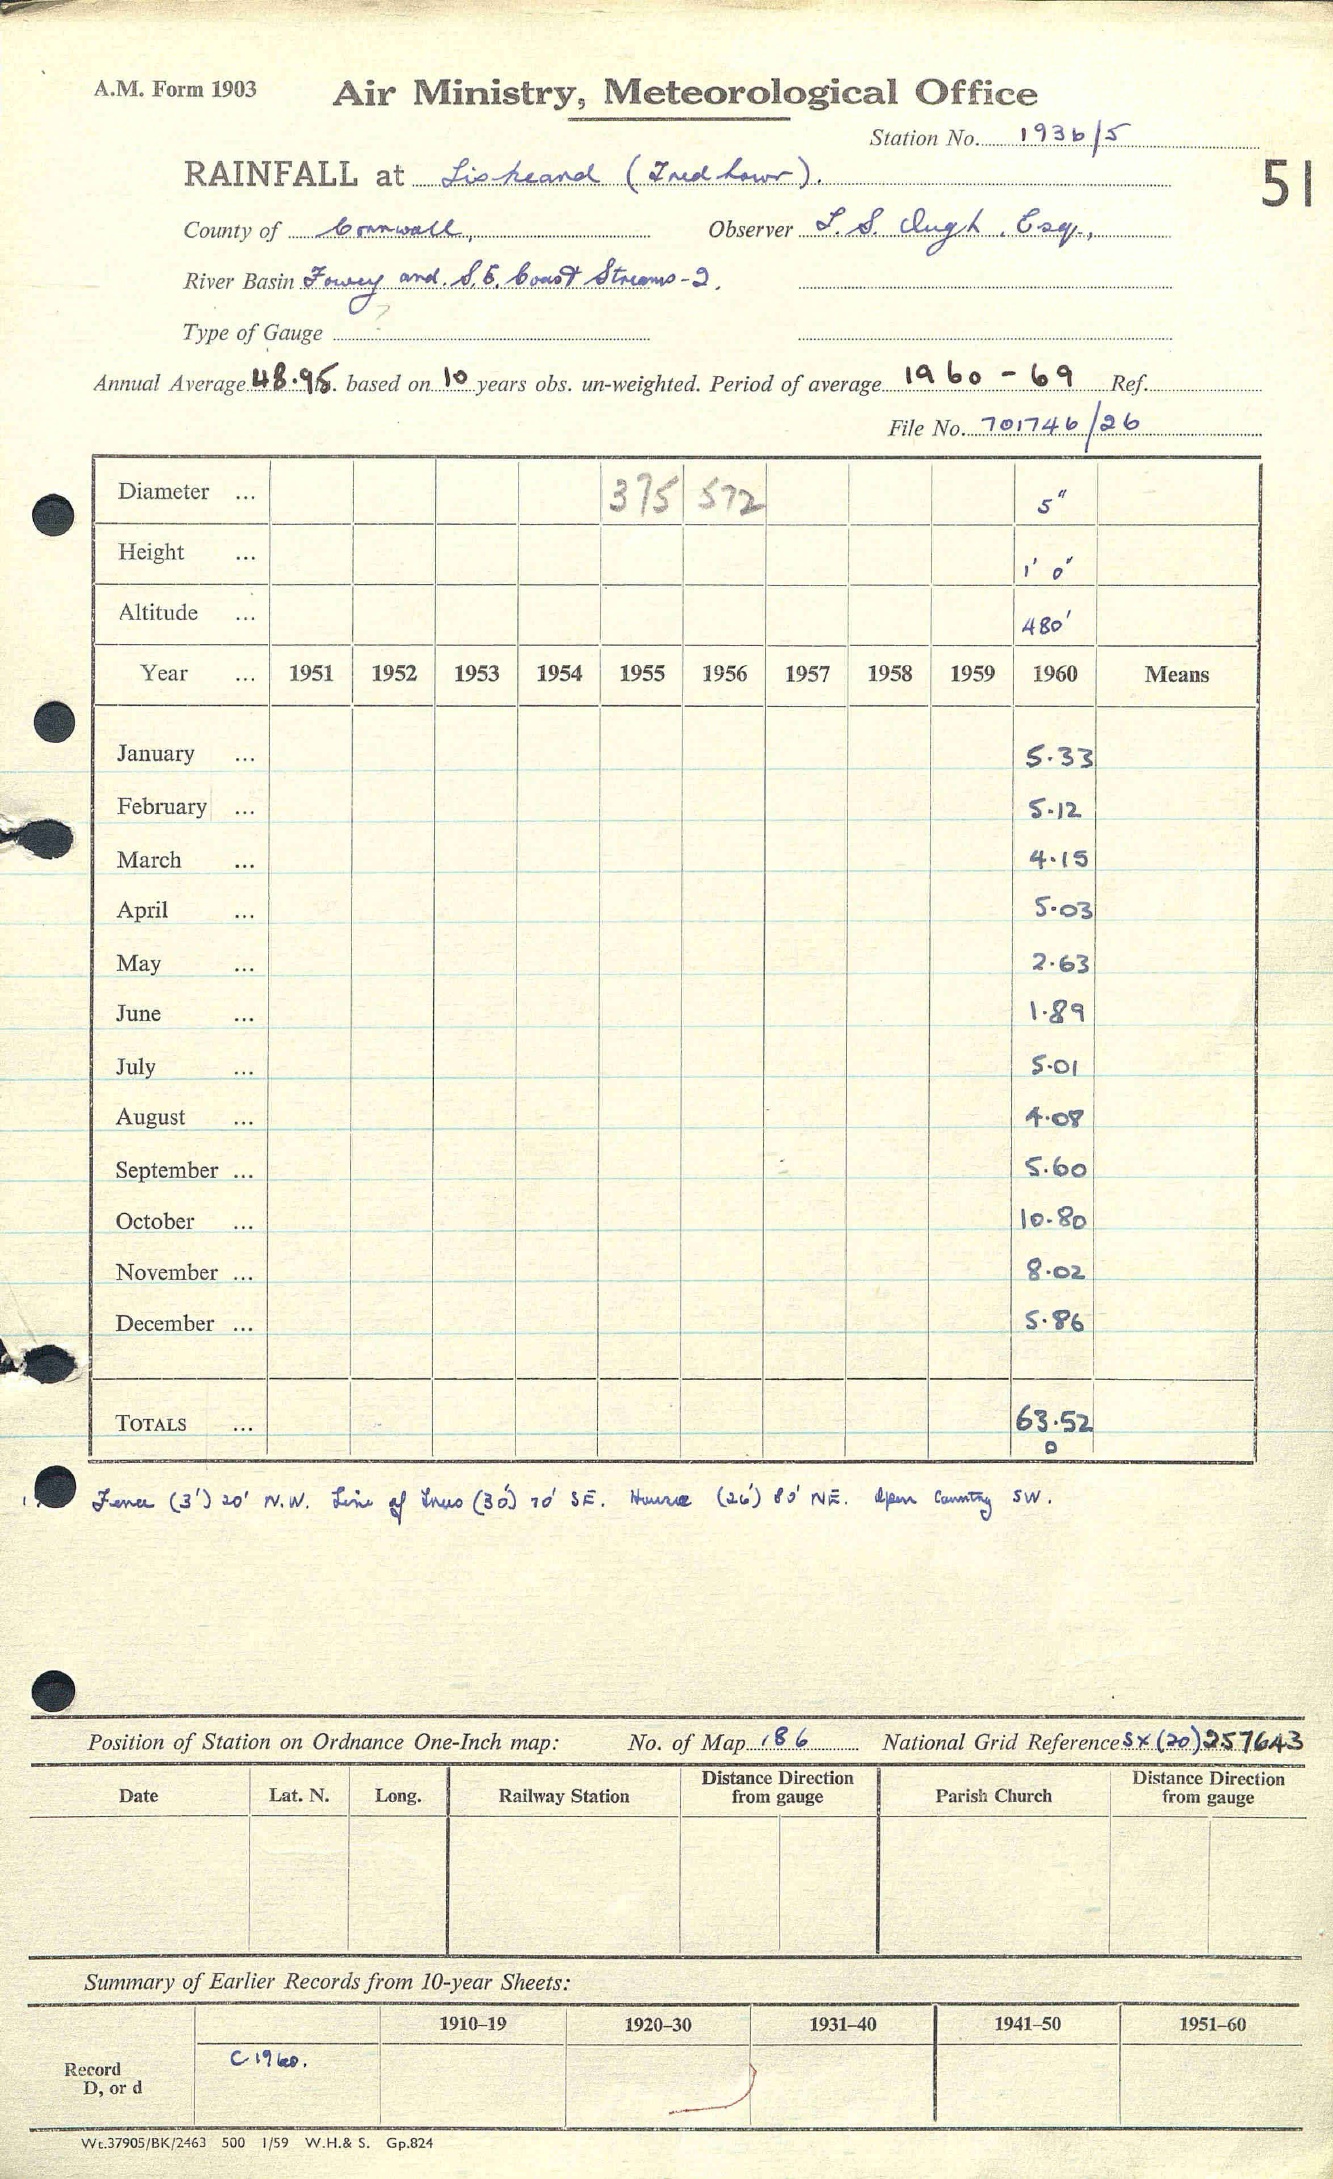 A.M. Form 1903 Air Ministry, Meteorological Office
Station No. 1936/5
51
RAINFALL at Liskeard
County of Cornwall, Observer Esq.,
River Basin Fowey and S.E. Coast Streams - 2.
Type of Gauge
Annual Average 48.95. based on 10 years obs. un-weighted. Period of average 1960 - 69 Ref.
File No. 701746/26
Diameter ... 375 572 5"
Height ... 1' 0"
Altitude ... 480'
Year ... 1951 1952 1953 1954 1955 1956 1957 1958 1959 1960 Means
January ... 5.33
February ... 5.12
March ... 4.15
April ... 5.03
May ... 2.63
June ... 1.89
July ... 5.01
August ... 4.08
September ... 5.60
October ... 10.80
November ... 8.02
December ... 5.86
TOTALS ... 63.52
D
Fence (3') 20' N.W. Line of Trees (30') 70' SE. House (26') 80' NE. Open Country SW.
Position of Station on Ordnance One-Inch map: No. of Map 186 National Grid Reference SX (20) 257643
Date Lat. N. Long. Railway Station Distance Direction from gauge Parish Church Distance Direction from gauge
Summary of Earlier Records from 10-year Sheets:
1910–19 1920–30 1931–40 1941–50 1951–60
Record D, or d C 1960.
Wt.37905/BK/2463 500 1/59 W.H.& S. Gp.824